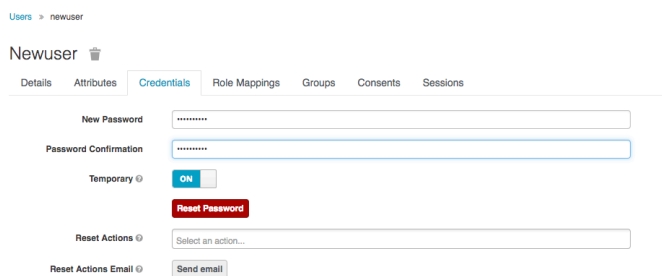 Users » newuser
Newuser
Details Attributes Credentials Role Mappings Groups Consents Sessions
New Password ••••••••••
Password Confirmation ••••••••••
Temporary ON
Reset Password
Reset Actions Select an action...
Reset Actions Email Send email